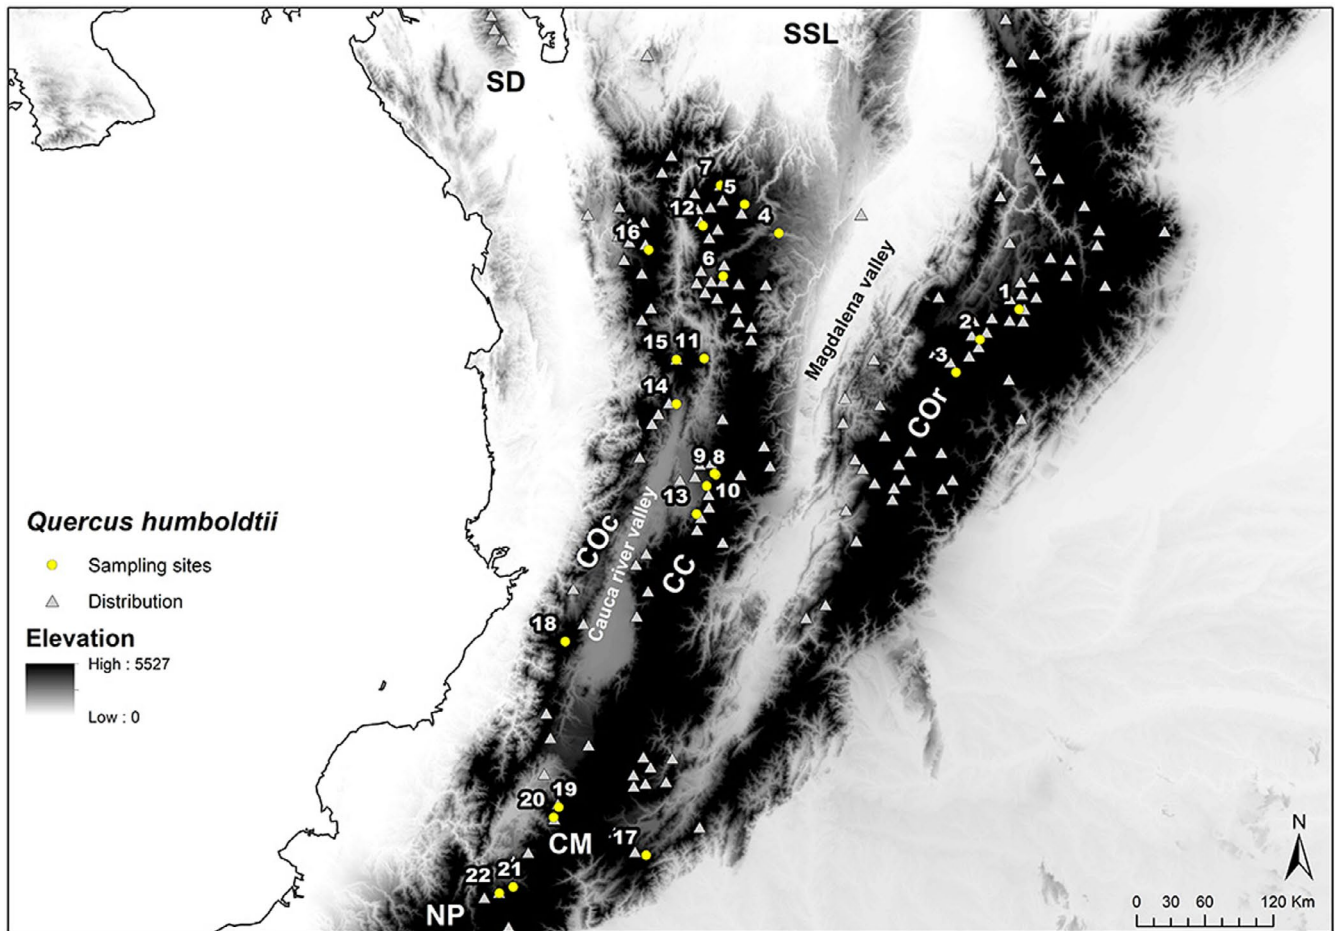 SSL
SD
7
5
12
4
16
6
Magdalena valley
1
2
3
15 11
14
COr
9 8
13 10
Quercus humboldtii
Sampling sites
Distribution
COc
Cauca river valley
CC
Elevation
High : 5527
Low : 0
18
19
20
CM
17
22 21
NP
N
0 30 60 120 Km